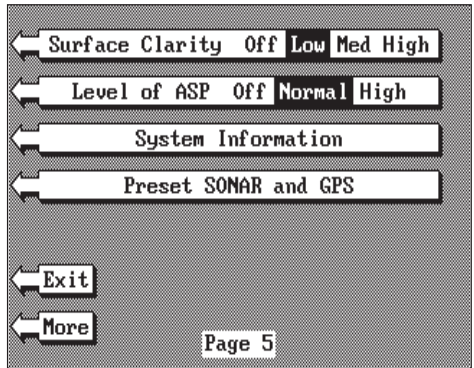 Surface Clarity Off Low Med High
Level of ASP Off Normal High
System Information
Preset SONAR and GPS
Exit
More
Page 5